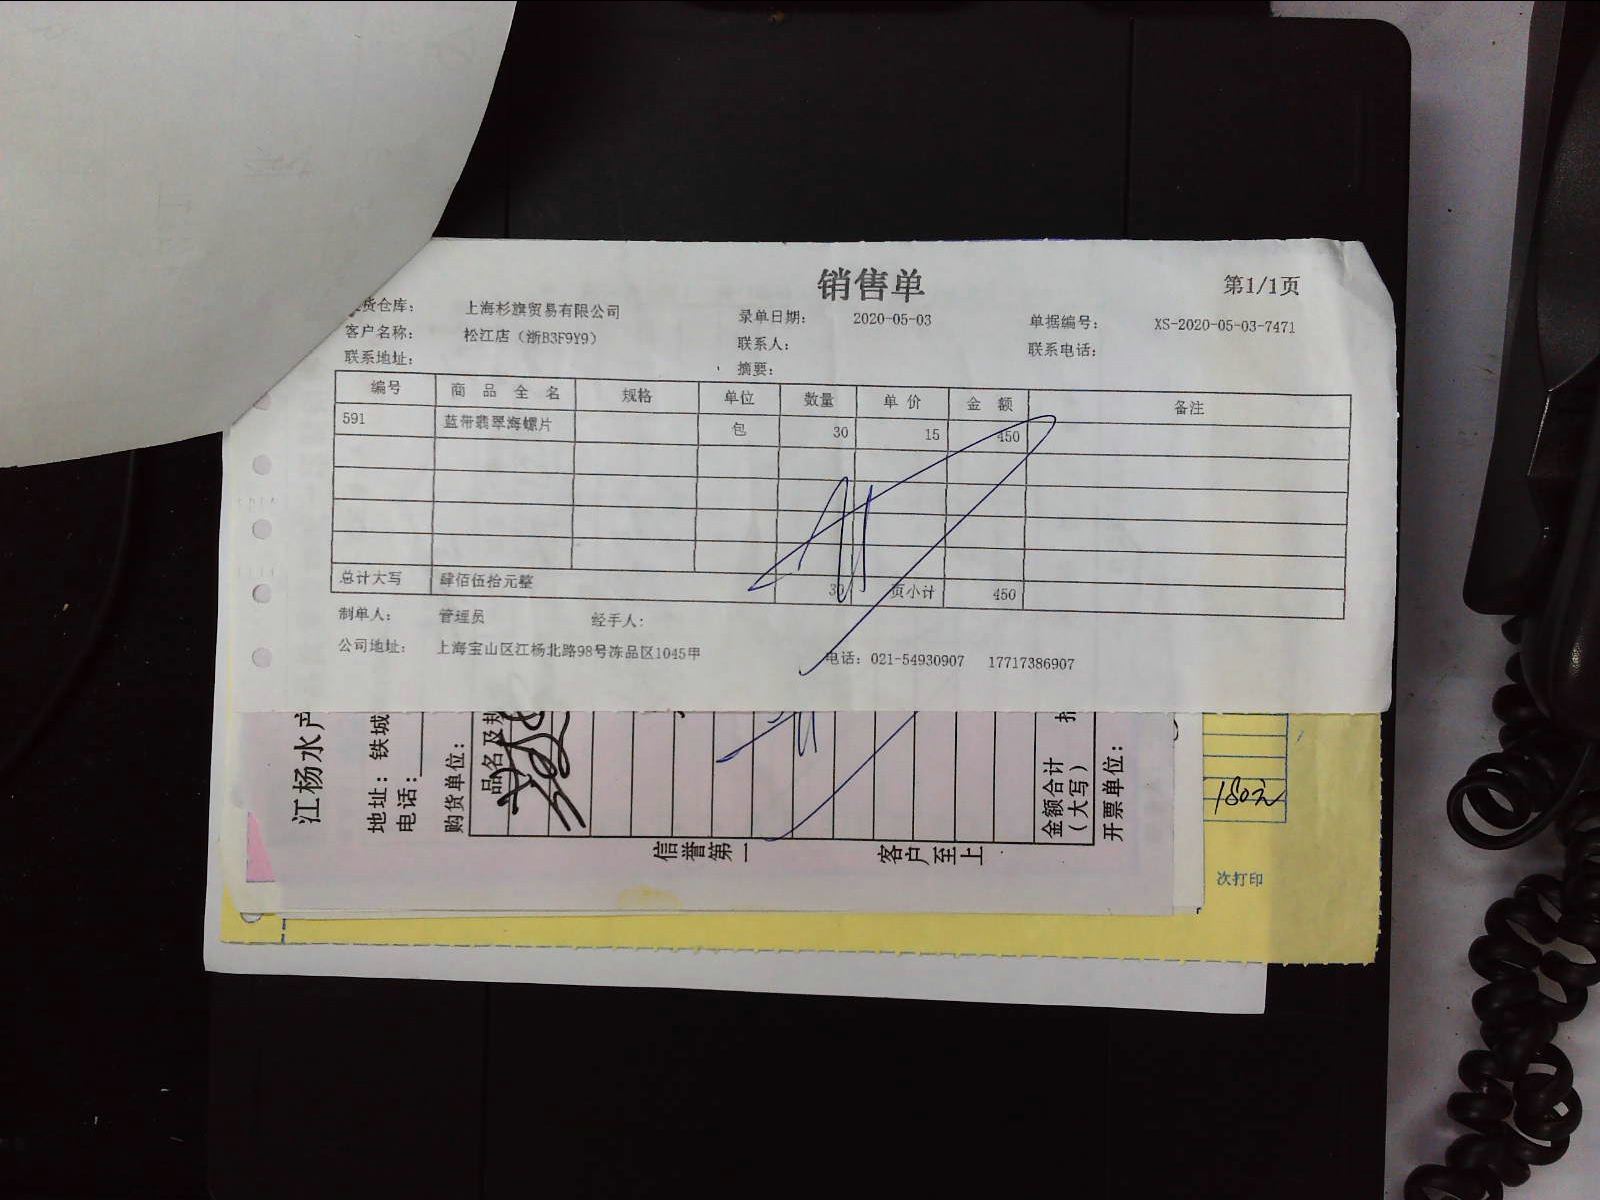 销售单
第1/1页
货仓库： 上海杉旗贸易有限公司 录单日期： 2020-05-03 单据编号： XS-2020-05-03-7471
客户名称： 松江店（浙B3F9Y9） 联系人： 联系电话：
联系地址： 摘要：
编号 商品全名 规格 单位 数量 单价 金额 备注
591 蓝带翡翠海螺片 包 30 15 450
总计大写 肆佰伍拾元整 30 页小计 450
制单人： 管理员 经手人：
公司地址： 上海宝山区江杨北路98号冻品区1045甲 电话：021-54930907 17717386907
江杨水产
地址：铁城
电话：
购货单位：
品名及规
金额合计
（大写）
开票单位：
信誉第一 客户至上
次打印